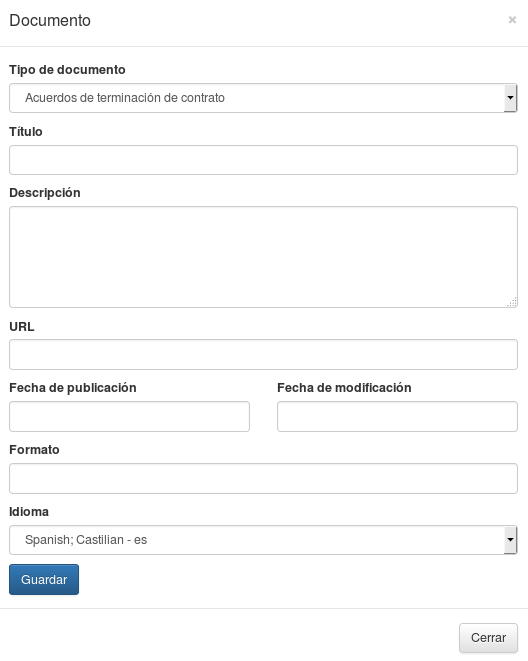 Documento ×
Tipo de documento
Acuerdos de terminación de contrato
Título
Descripción
URL
Fecha de publicación Fecha de modificación
Formato
Idioma
Spanish; Castilian - es
Guardar
Cerrar